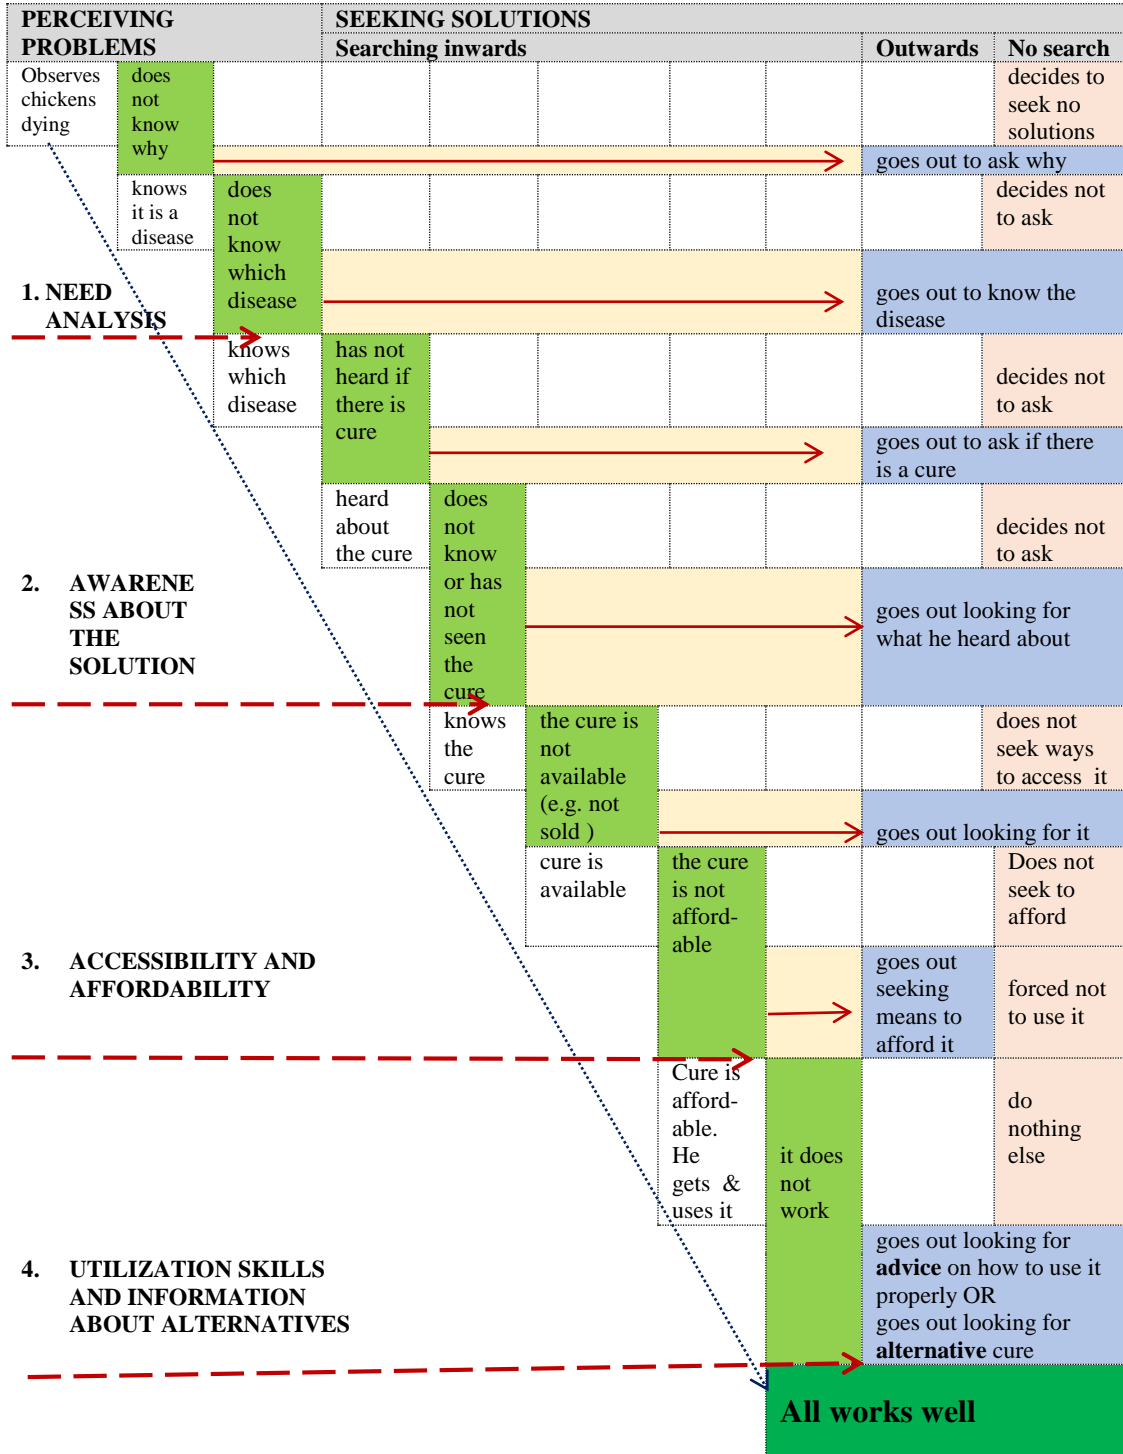 PERCEIVING
PROBLEMS
SEEKING SOLUTIONS
Searching inwards
Outwards
No search
Observes
chickens
dying
does
not
know
why
decides to
seek no
solutions
goes out to ask why
knows
it is a
disease
does
not
know
which
disease
decides not
to ask
goes out to know the
disease
1. NEED
ANALYSIS
knows
which
disease
has not
heard if
there is
cure
decides not
to ask
goes out to ask if there
is a cure
heard
about
the cure
does
not
know
or has
not
seen
the
cure
decides not
to ask
goes out looking for
what he heard about
2. AWARENE
SS ABOUT
THE
SOLUTION
knows
the
cure
the cure is
not
available
(e.g. not
sold )
does not
seek ways
to access it
goes out looking for it
cure is
available
the cure
is not
afford-
able
Does not
seek to
afford
goes out
seeking
means to
afford it
forced not
to use it
3. ACCESSIBILITY AND
AFFORDABILITY
Cure is
afford-
able.
He
gets &
uses it
it does
not
work
do
nothing
else
goes out looking for
advice on how to use it
properly OR
goes out looking for
alternative cure
4. UTILIZATION SKILLS
AND INFORMATION
ABOUT ALTERNATIVES
All works well